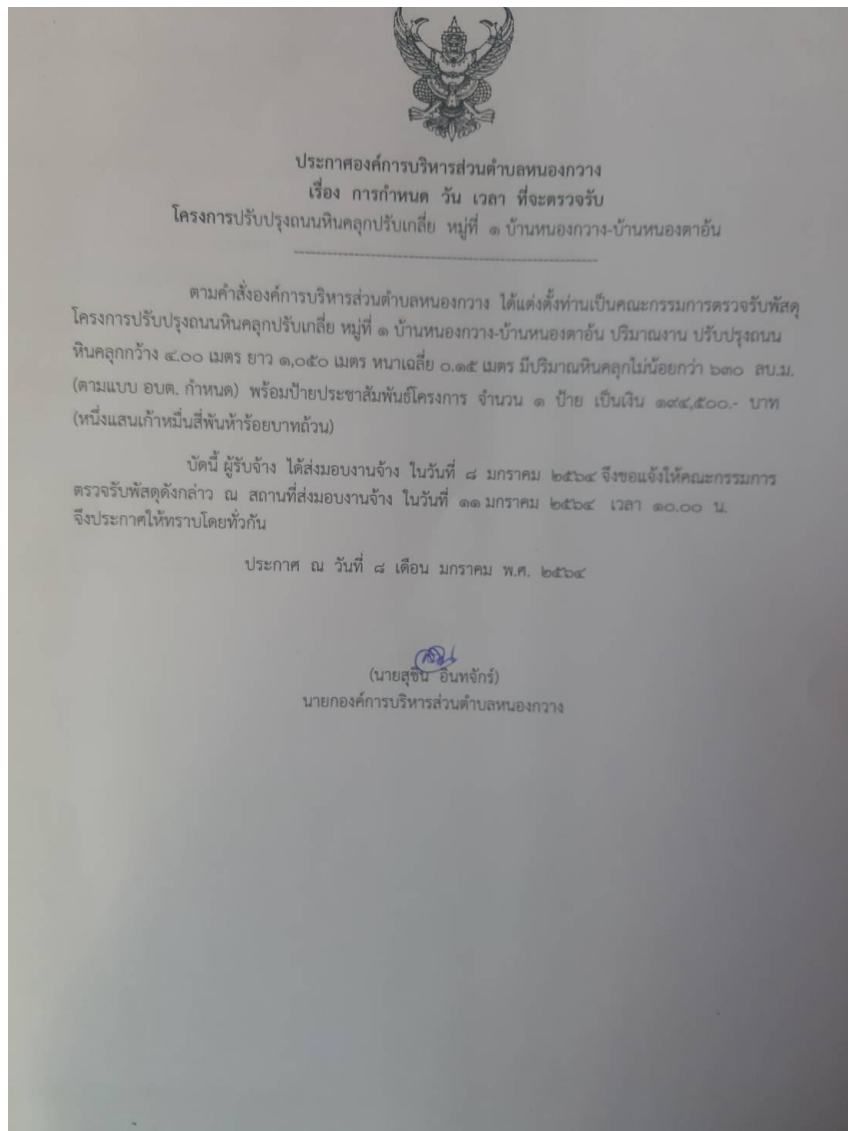 ประกาศองค์การบริหารส่วนตำบลหนองกวาง
เรื่อง การกำหนด วัน เวลา ที่จะตรวจรับ
โครงการปรับปรุงถนนหินคลุกปรับเกลี่ย หมู่ที่ ๑ บ้านหนองกวาง-บ้านหนองตาอ้น
ตามคำสั่งองค์การบริหารส่วนตำบลหนองกวาง ได้แต่งตั้งท่านเป็นคณะกรรมการตรวจรับพัสดุ
โครงการปรับปรุงถนนหินคลุกปรับเกลี่ย หมู่ที่ ๑ บ้านหนองกวาง-บ้านหนองตาอ้น ปริมาณงาน ปรับปรุงถนน
หินคลุกกว้าง ๔.๐๐ เมตร ยาว ๑,๐๕๐ เมตร หนาเฉลี่ย ๐.๑๕ เมตร มีปริมาณหินคลุกไม่น้อยกว่า ๖๓๐ ลบ.ม.
(ตามแบบ อบต. กำหนด) พร้อมป้ายประชาสัมพันธ์โครงการ จำนวน ๑ ป้าย เป็นเงิน ๑๙๔,๕๐๐.- บาท
(หนึ่งแสนเก้าหมื่นสี่พันห้าร้อยบาทถ้วน)
บัดนี้ ผู้รับจ้าง ได้ส่งมอบงานจ้าง ในวันที่ ๘ มกราคม ๒๕๖๔ จึงขอแจ้งให้คณะกรรมการ
ตรวจรับพัสดุดังกล่าว ณ สถานที่ส่งมอบงานจ้าง ในวันที่ ๑๑ มกราคม ๒๕๖๔ เวลา ๑๐.๐๐ น.
จึงประกาศให้ทราบโดยทั่วกัน
ประกาศ ณ วันที่ ๘ เดือน มกราคม พ.ศ. ๒๕๖๔
(นายสุชิน อินทจักร์)
นายกองค์การบริหารส่วนตำบลหนองกวาง